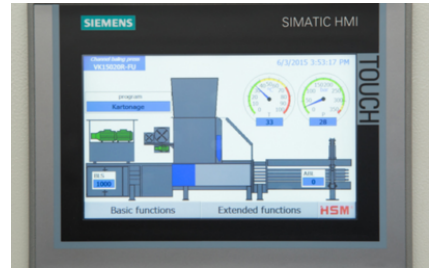 SIEMENS
SIMATIC HMI
TOUCH
Channel baling press
VK15020R-FU
6/3/2015 3:53:17 PM
program
Kartonage
33
28
1000
0
Basic functions
Extended functions
HSM